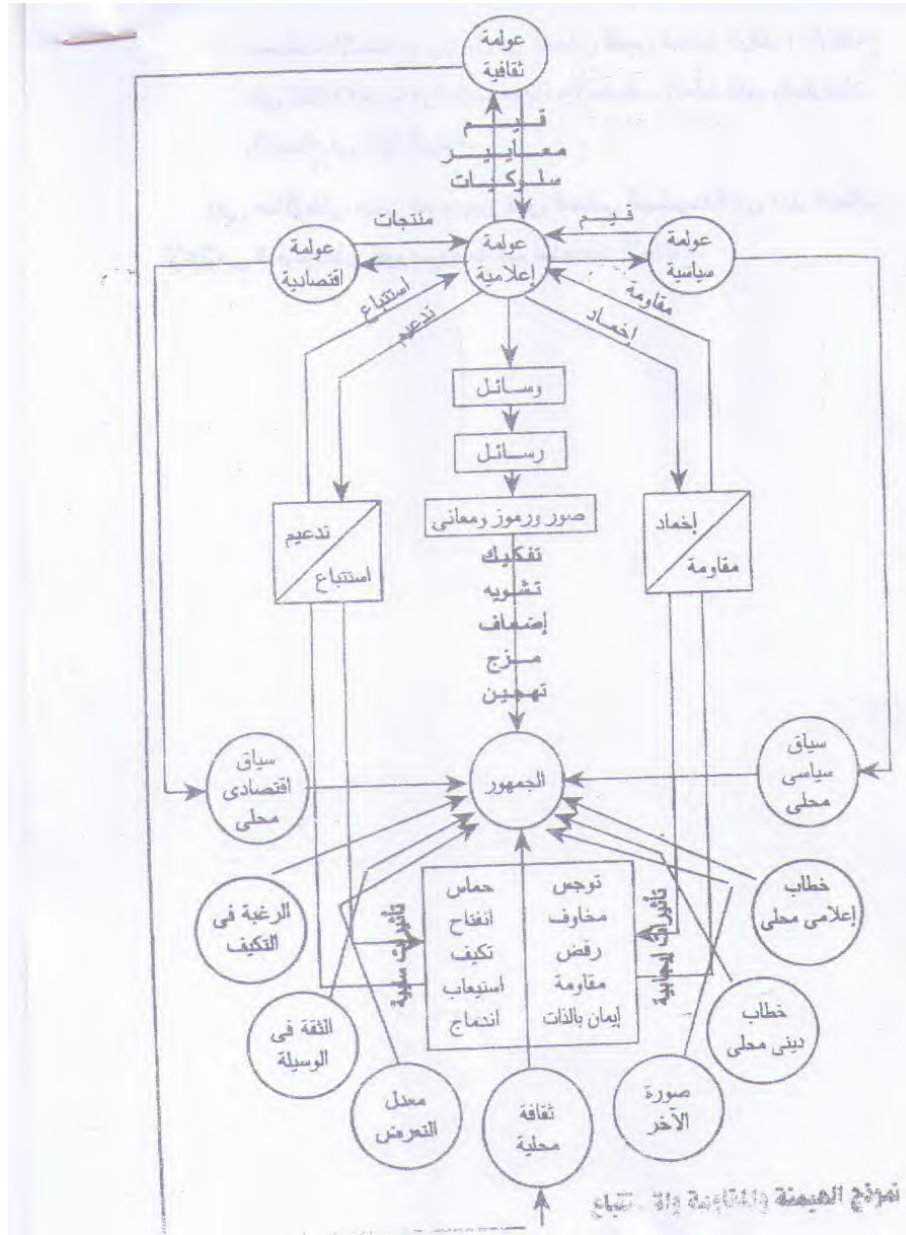 عولمة
ثقافية
قيم
معايير
سلوكيات
عولمة
سياسية
قيم
عولمة
إعلامية
منتجات
عولمة
اقتصادية
مقاومة
إخماد
تدعيم
استتباع
وسائل
رسائل
صور ورموز ومعانى
إخماد
مقاومة
تدعيم
استتباع
تفكيك
تشويه
إضعاف
مزج
تهجين
سياق
سياسى
محلى
الجمهور
سياق
اقتصادى
محلى
خطاب
إعلامى محلى
تأثيرات إيجابية
توجس
مخاوف
رفض
مقاومة
إيمان بالذات
حماس
انفتاح
تكيف
استيعاب
اندماج
الرغبة فى
التكيف
خطاب
دينى محلى
الثقة فى
الوسيلة
صورة
الآخر
ثقافة
محلية
معدل
التعرض
نموذج الهيمنة والمقاومة